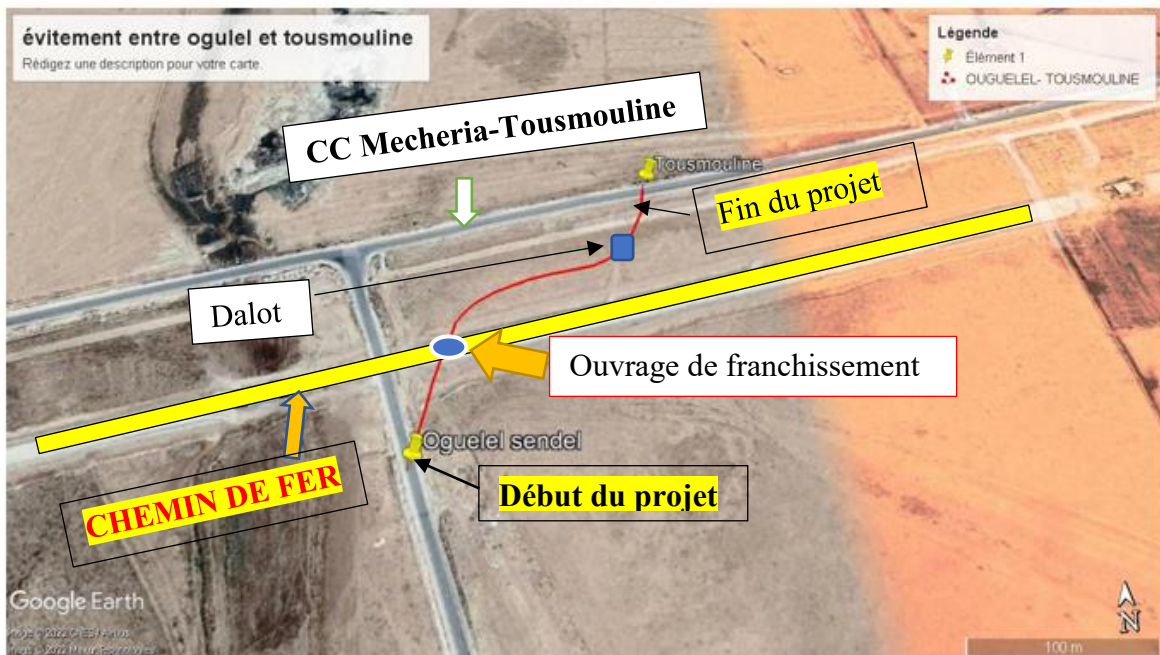 évitement entre ogulel et tousmouline
Rédigez une description pour votre carte.
Légende
Élément 1
OUGUELEL- TOUSMOULINE
CC Mecheria-Tousmouline
Tousmouline
Fin du projet
Dalot
Ouvrage de franchissement
Oguelel sendel
Début du projet
CHEMIN DE FER
Google Earth
N
100 m